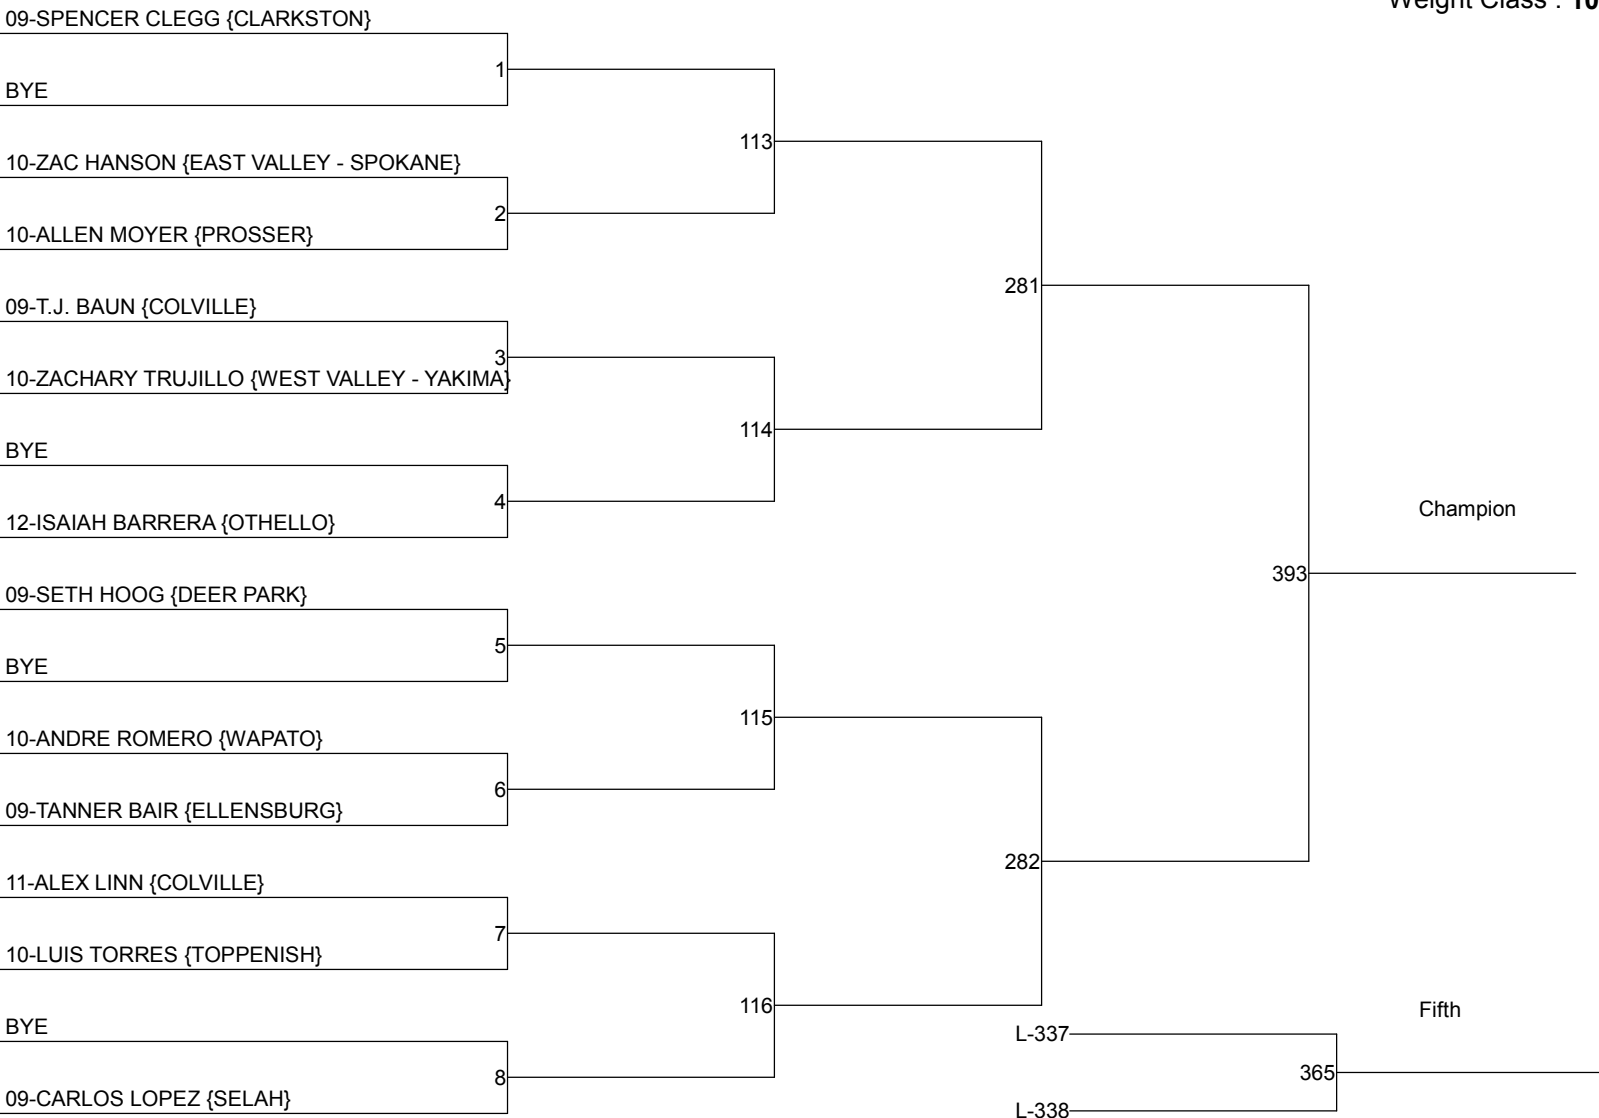 Weight Class : 10
09-SPENCER CLEGG {CLARKSTON}
1
BYE
113
10-ZAC HANSON {EAST VALLEY - SPOKANE}
2
10-ALLEN MOYER {PROSSER}
281
09-T.J. BAUN {COLVILLE}
3
10-ZACHARY TRUJILLO {WEST VALLEY - YAKIMA}
114
BYE
4
12-ISAIAH BARRERA {OTHELLO}
Champion
393
09-SETH HOOG {DEER PARK}
5
BYE
115
10-ANDRE ROMERO {WAPATO}
6
09-TANNER BAIR {ELLENSBURG}
282
11-ALEX LINN {COLVILLE}
7
10-LUIS TORRES {TOPPENISH}
116
Fifth
BYE
L-337
8
365
09-CARLOS LOPEZ {SELAH}
L-338